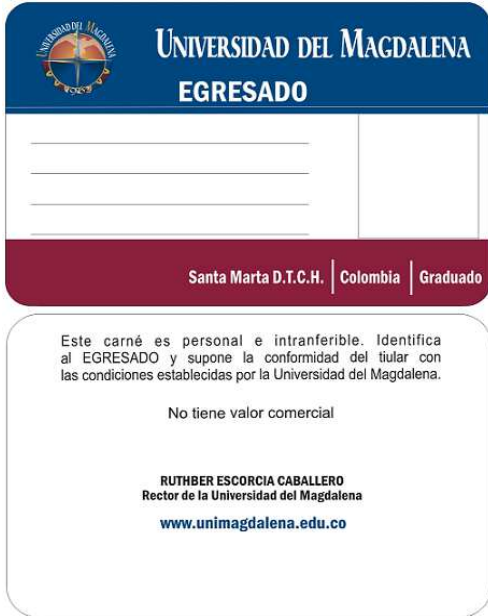 UNIVERSIDAD DEL MAGDALENA
UNIVERSIDAD DEL MAGDALENA
EGRESADO
Santa Marta D.T.C.H. Colombia Graduado
Este carné es personal e intranferible. Identifica
al EGRESADO y supone la conformidad del tiular con
las condiciones establecidas por la Universidad del Magdalena.
No tiene valor comercial
RUTHBER ESCORCIA CABALLERO
Rector de la Universidad del Magdalena
www.unimagdalena.edu.co